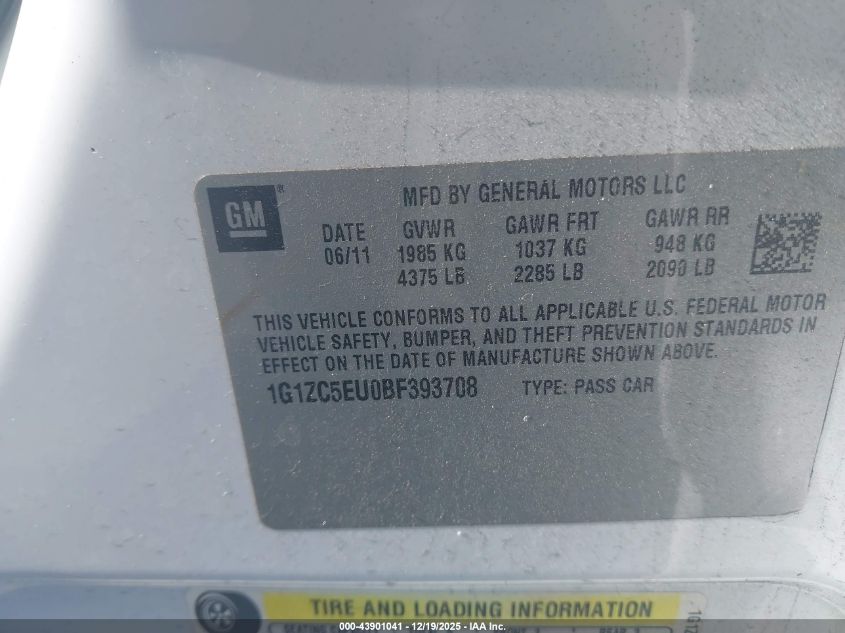 GM®
MFD BY GENERAL MOTORS LLC
DATE GVWR GAWR FRT GAWR RR
06/11 1985 KG 1037 KG 948 KG
4375 LB 2285 LB 2090 LB
THIS VEHICLE CONFORMS TO ALL APPLICABLE U.S. FEDERAL MOTOR
VEHICLE SAFETY, BUMPER, AND THEFT PREVENTION STANDARDS IN
EFFECT ON THE DATE OF MANUFACTURE SHOWN ABOVE.
1G1ZC5EU0BF393708 TYPE: PASS CAR
TIRE AND LOADING INFORMATION
1G1Z
000-43901041 - 12/19/2025 - IAA Inc.